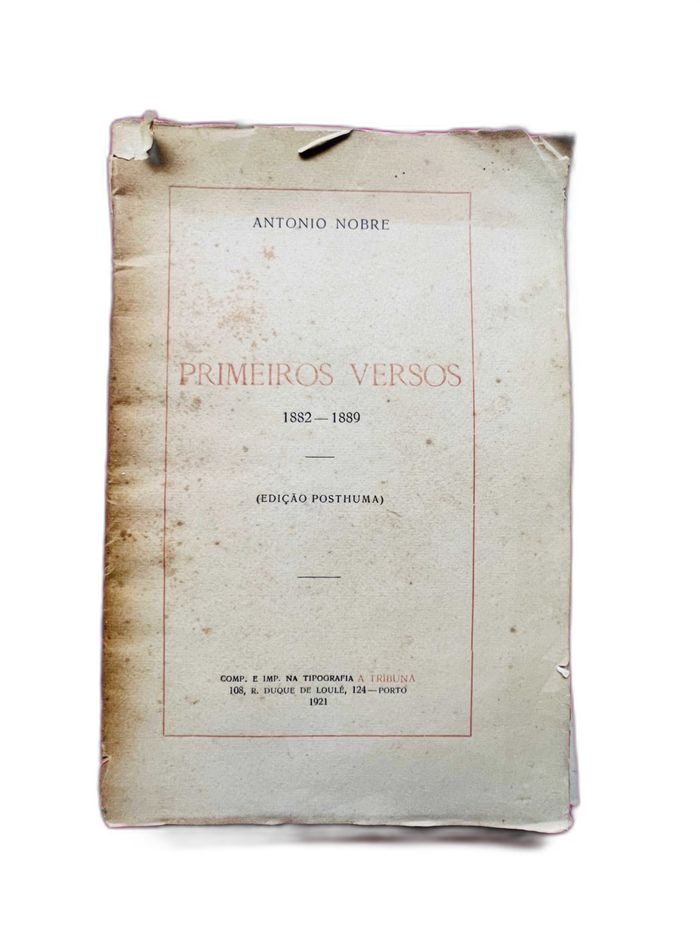 ANTONIO NOBRE
PRIMEIROS VERSOS
1882 — 1889
(EDIÇÃO POSTHUMA)
COMP. E IMP. NA TIPOGRAFIA A TRIBUNA
108, R. DUQUE DE LOULÉ, 124 — PORTO
1921